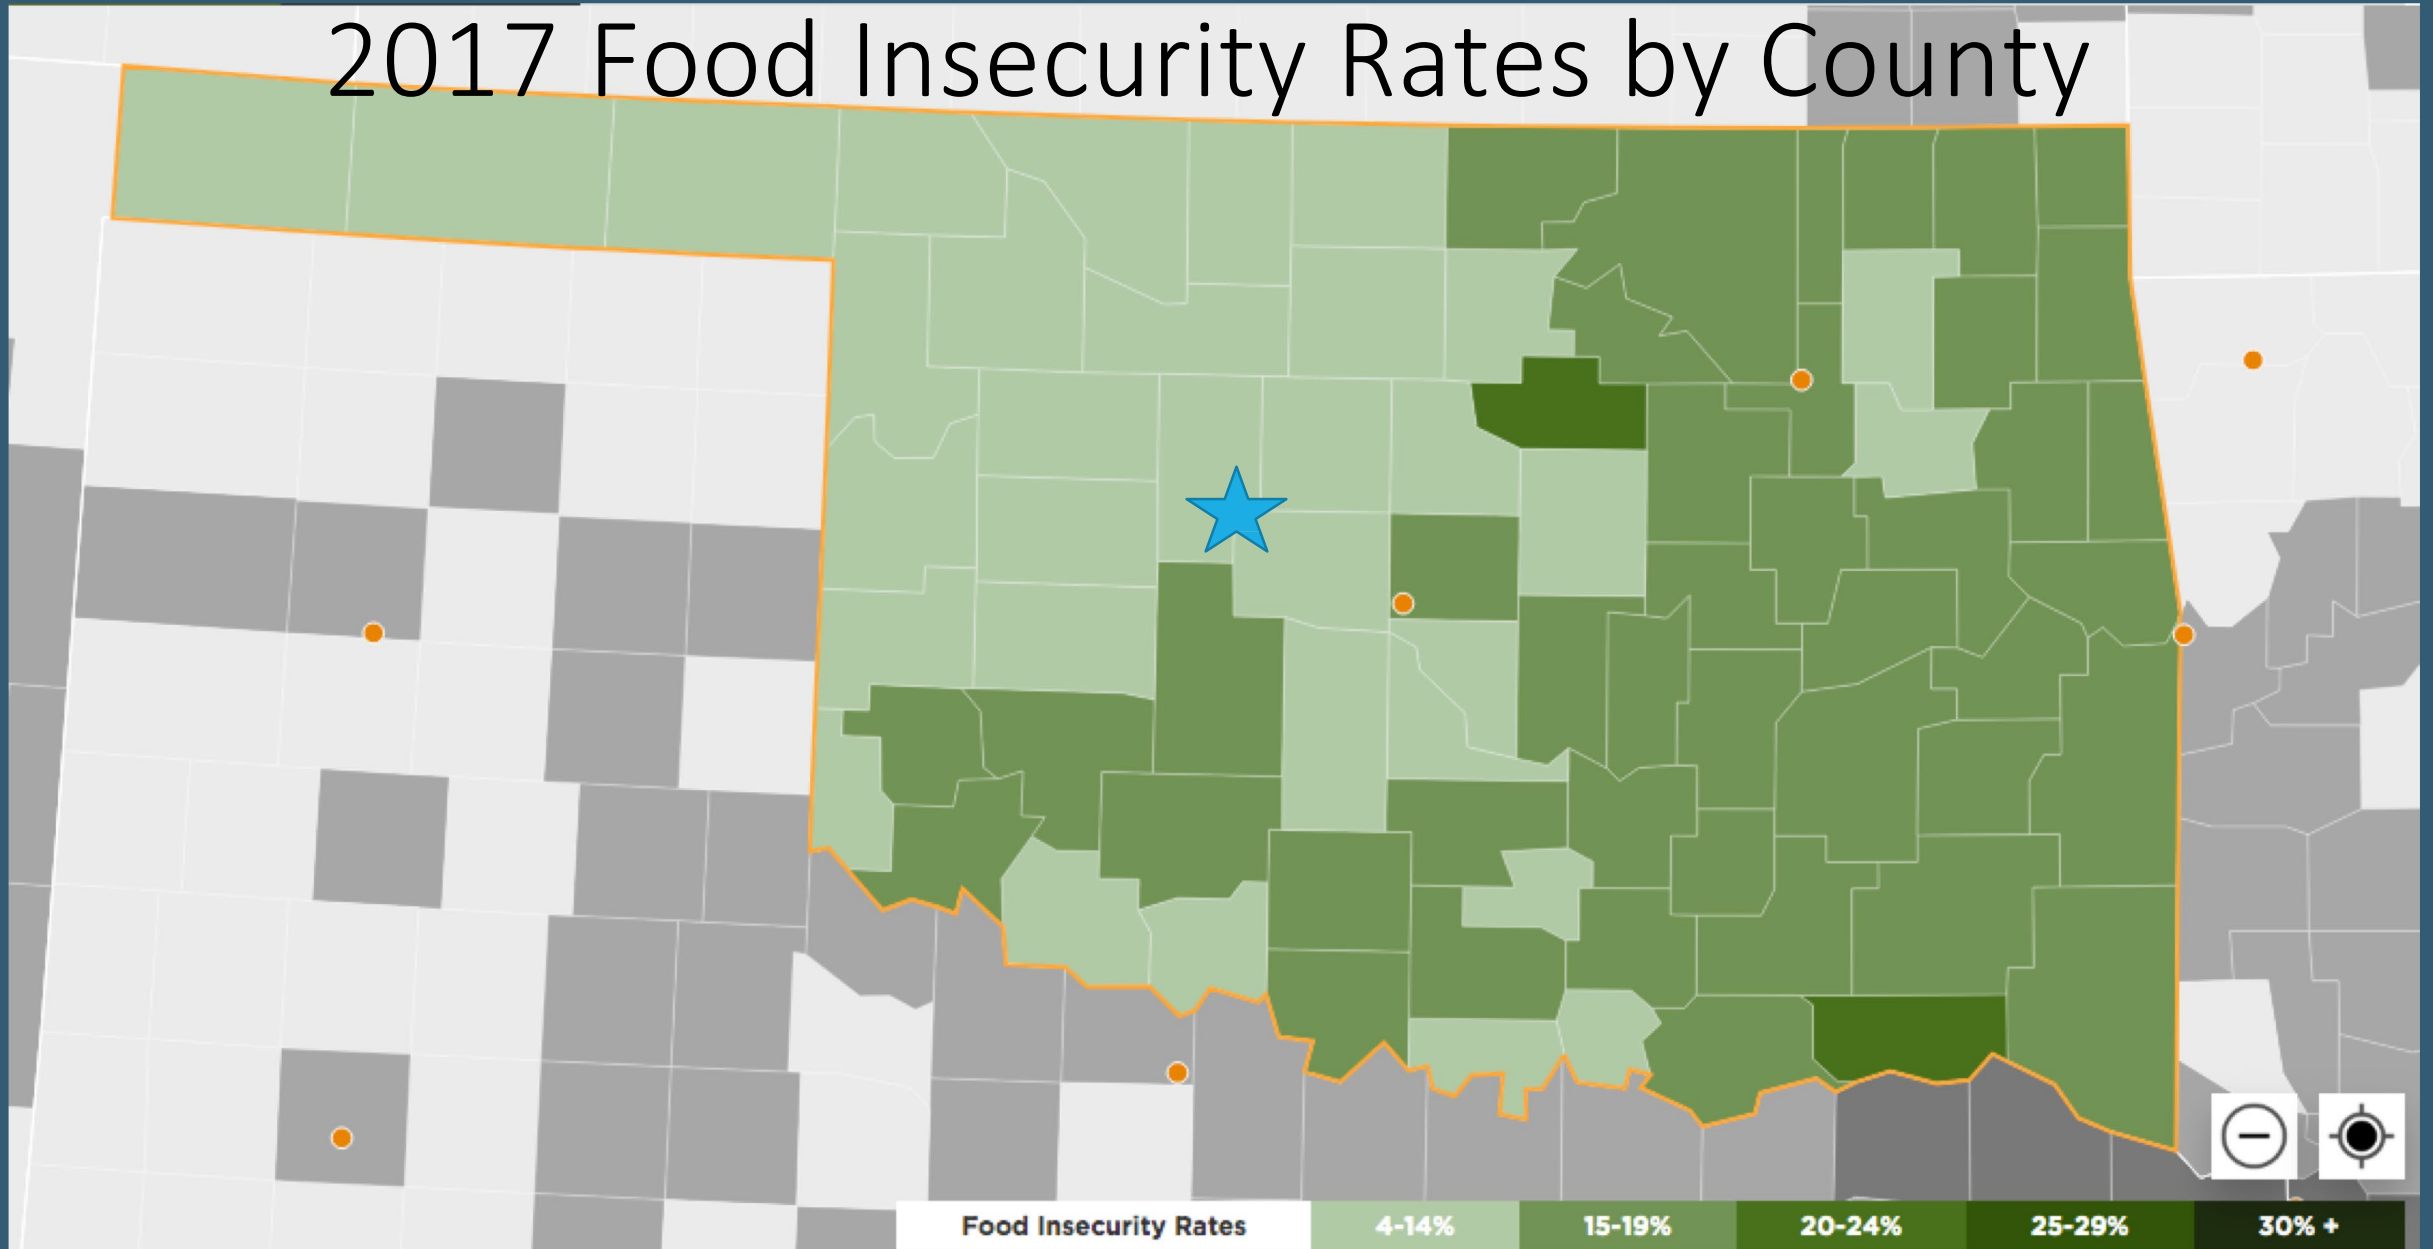 2017 Food Insecurity Rates by County
Food Insecurity Rates 4-14% 15-19% 20-24% 25-29% 30% +